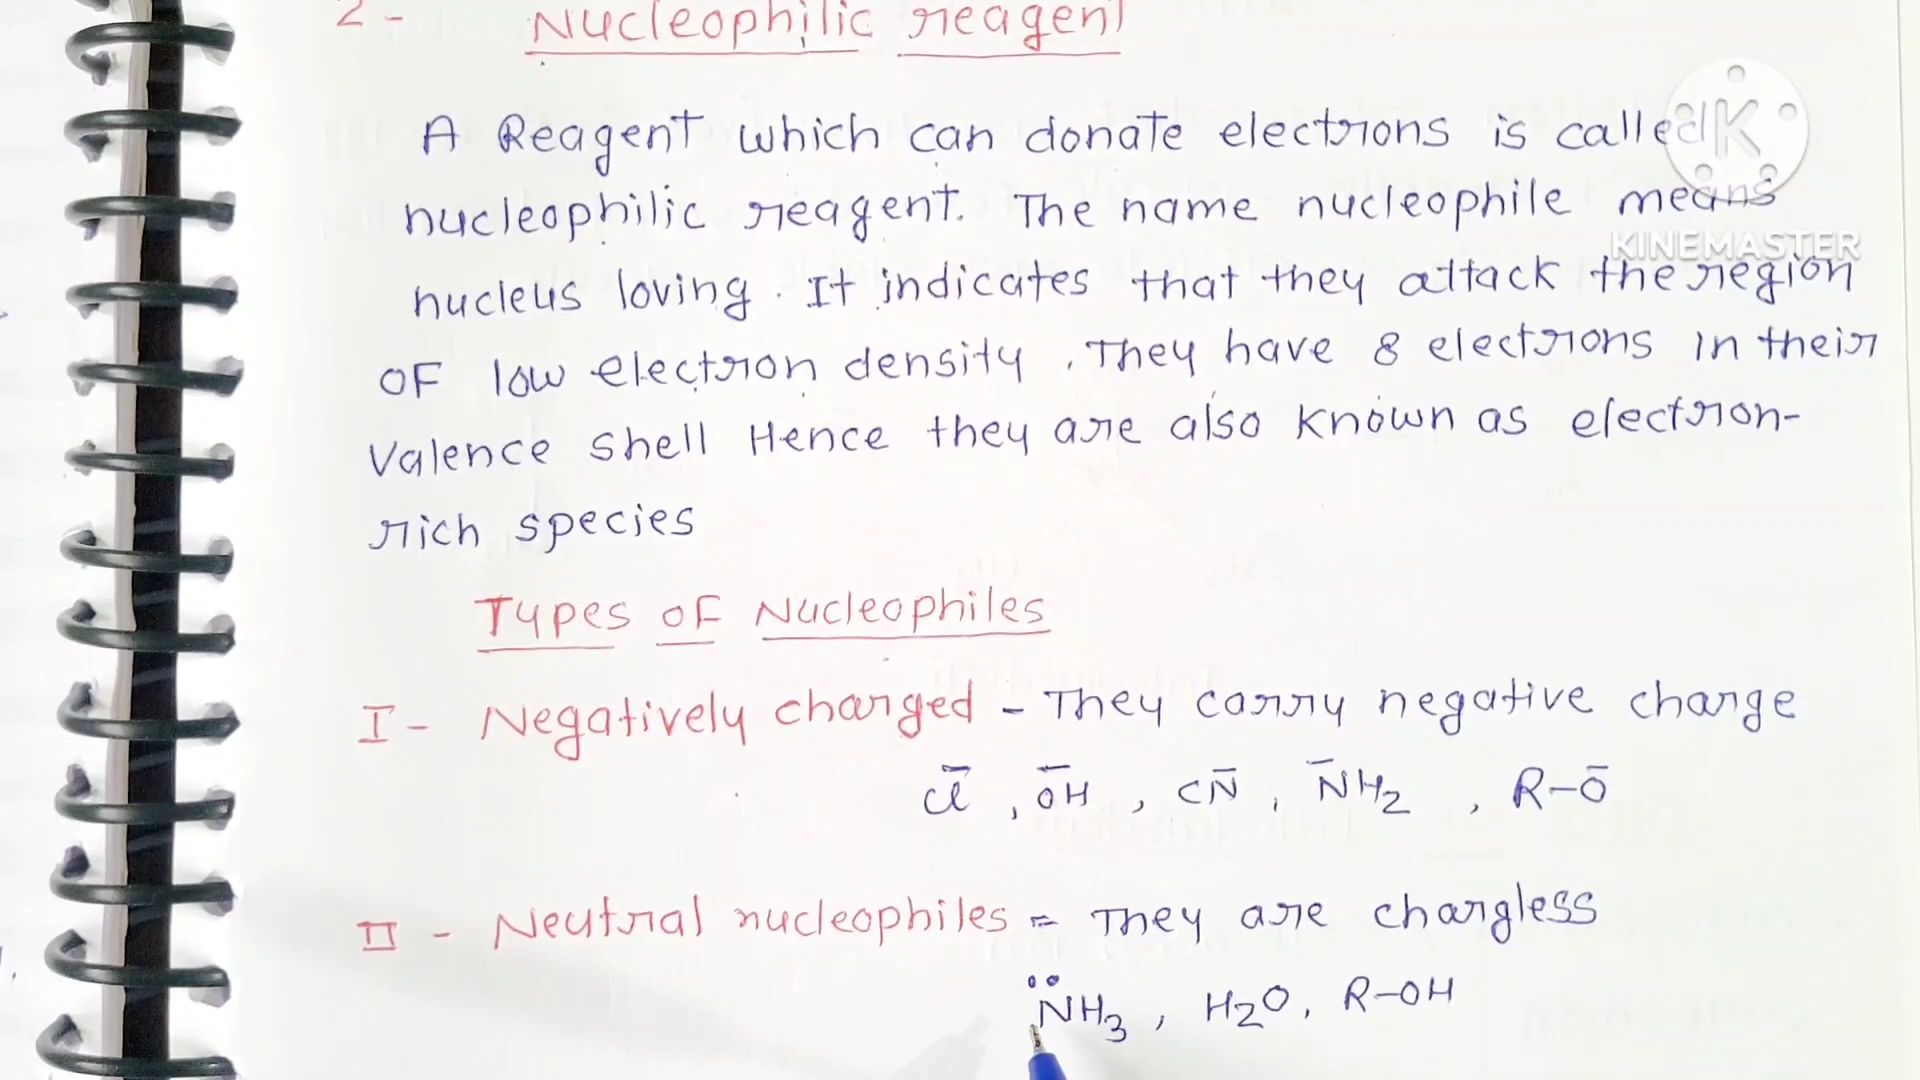 2- Nucleophilic reagent
A Reagent which can donate electrons is called
nucleophilic reagent. The name nucleophile means
nucleus loving. It indicates that they attack the region
OF low electron density. They have 8 electrons in their
Valence shell Hence they are also known as electron-
rich species
Types of Nucleophiles
I- Negatively charged - They carry negative charge
Cl̄, ŌH, CN̄, N̄H2, R-Ō
II - Neutral nucleophiles = They are chargless
N̈H3, H2O, R-OH
K
KINEMASTER